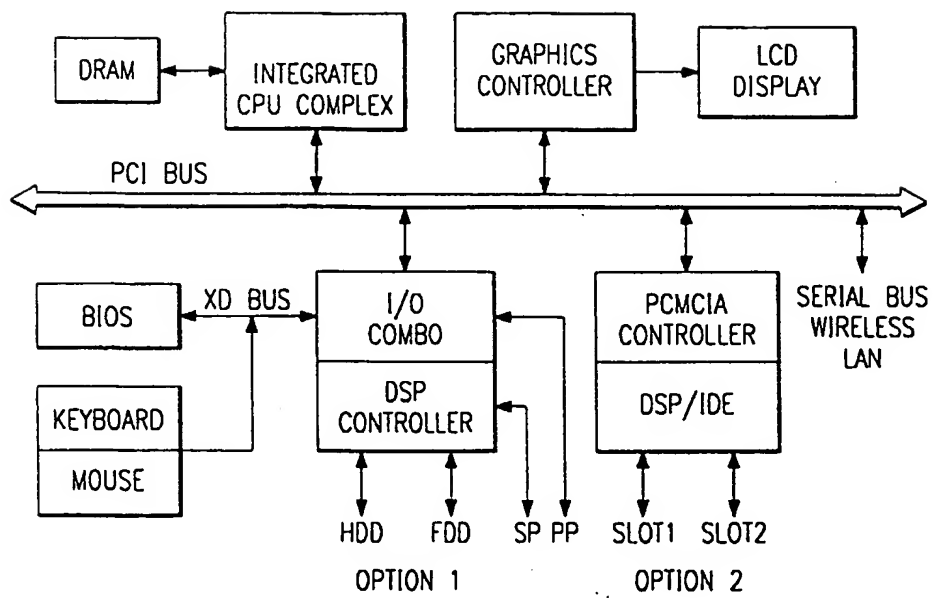 DRAM
INTEGRATED
CPU COMPLEX
GRAPHICS
CONTROLLER
LCD
DISPLAY
PCI BUS
BIOS
XD BUS
I/O
COMBO
PCMCIA
CONTROLLER
SERIAL BUS
WIRELESS
LAN
KEYBOARD
MOUSE
DSP
CONTROLLER
DSP/IDE
HDD
FDD
SP PP
SLOT1
SLOT2
OPTION 1
OPTION 2